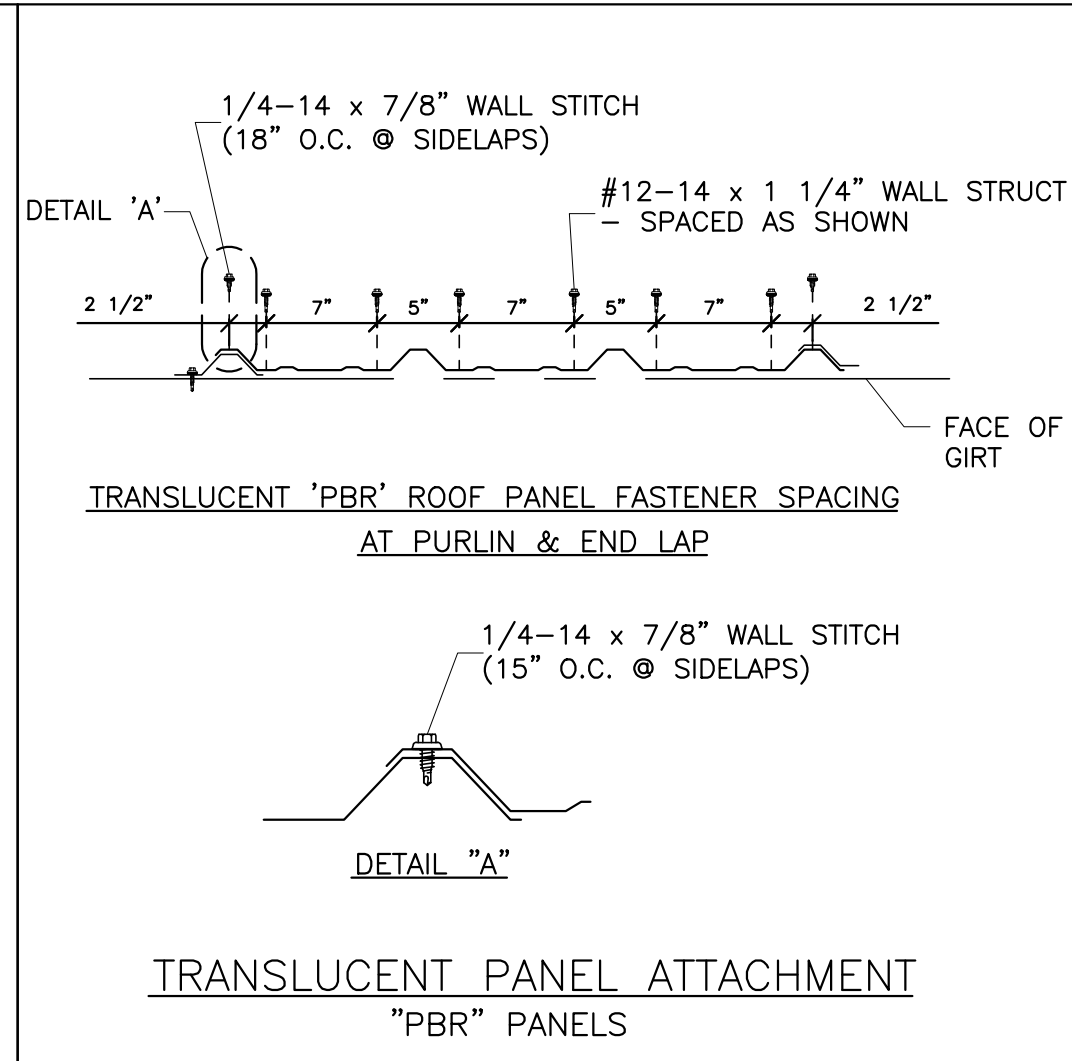 1/4-14 x 7/8" WALL STITCH
(18" O.C. @ SIDELAPS)
DETAIL 'A'
#12-14 x 1 1/4" WALL STRUCT
- SPACED AS SHOWN
2 1/2" 7" 5" 7" 5" 7" 2 1/2"
FACE OF
GIRT
TRANSLUCENT 'PBR' ROOF PANEL FASTENER SPACING
AT PURLIN & END LAP
1/4-14 x 7/8" WALL STITCH
(15" O.C. @ SIDELAPS)
DETAIL "A"
TRANSLUCENT PANEL ATTACHMENT
"PBR" PANELS